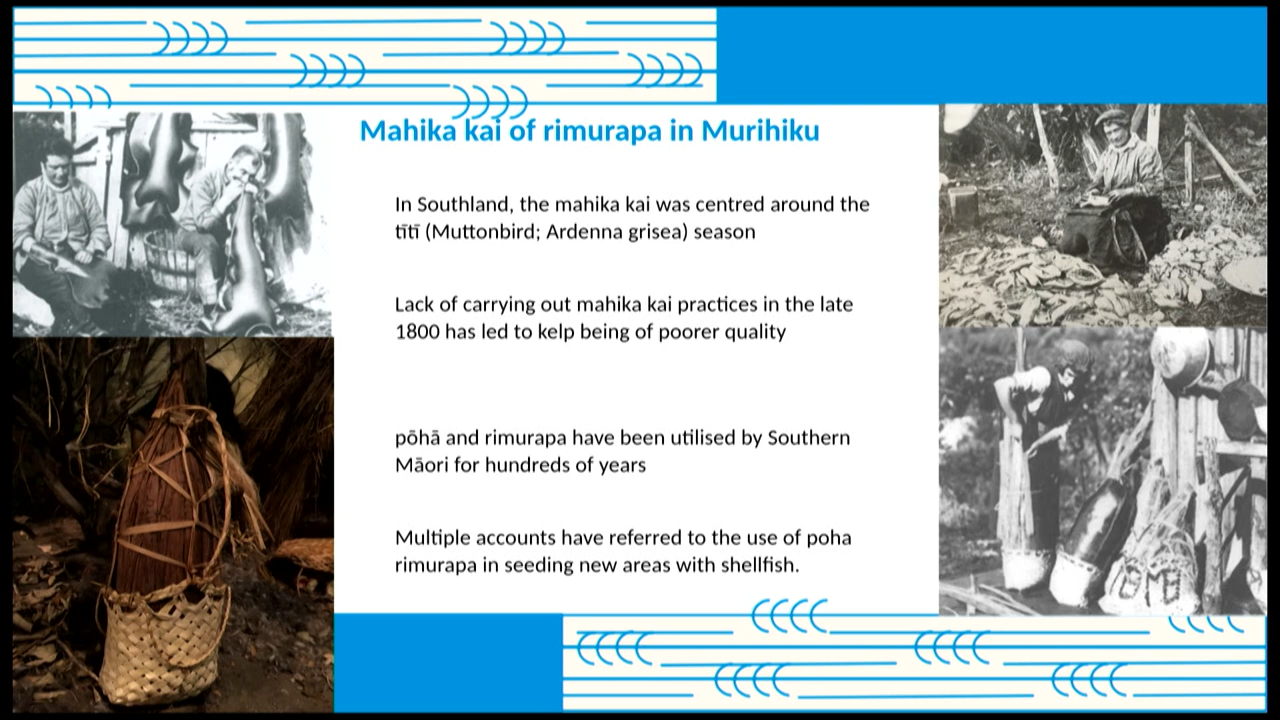 Mahika kai of rimurapa in Murihiku
In Southland, the mahika kai was centred around the
tītī (Muttonbird; Ardenna grisea) season
Lack of carrying out mahika kai practices in the late
1800 has led to kelp being of poorer quality
pōhā and rimurapa have been utilised by Southern
Māori for hundreds of years
Multiple accounts have referred to the use of poha
rimurapa in seeding new areas with shellfish.